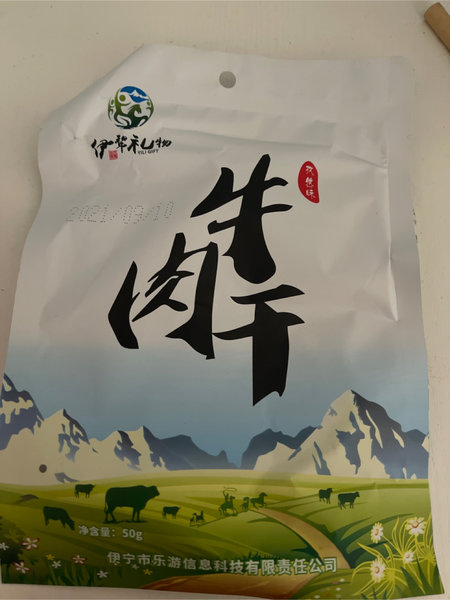 伊犁礼物
YILI GIFT
2021/03/10
牛肉干
净含量：50g
伊宁市乐游信息科技有限责任公司